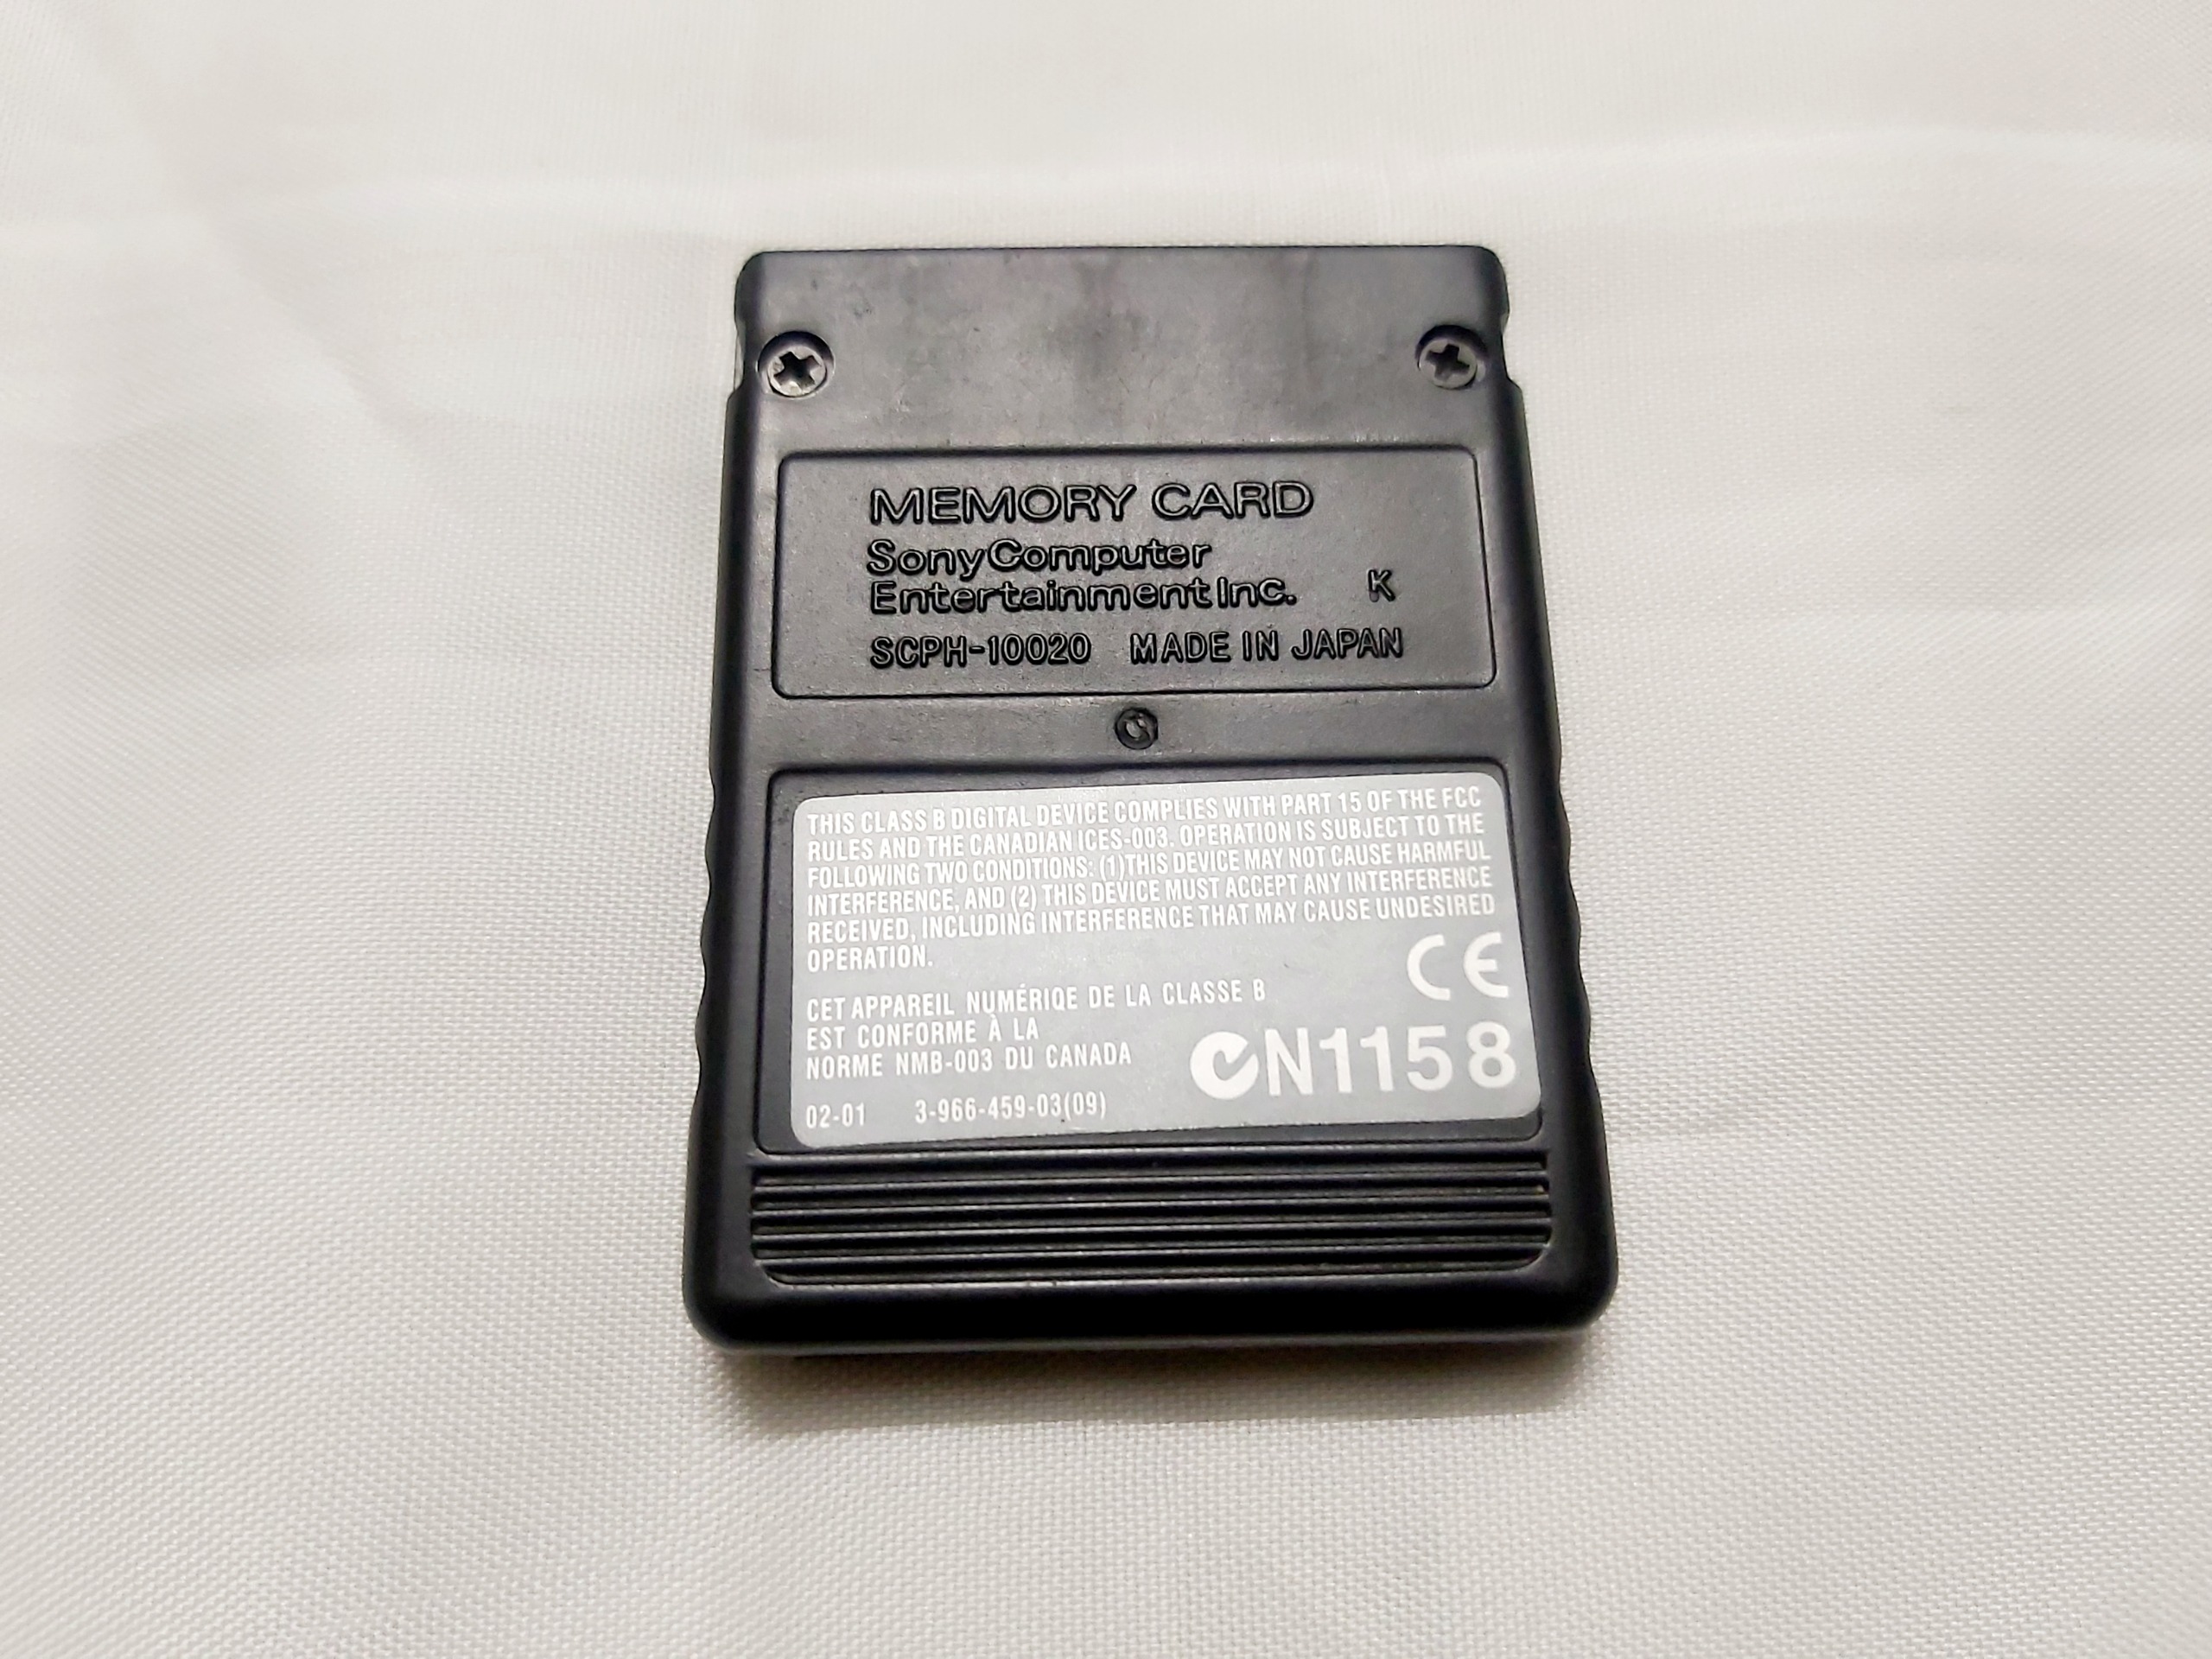 MEMORY CARD
Sony Computer
Entertainment Inc. K
SCPH-10020 MADE IN JAPAN
THIS CLASS B DIGITAL DEVICE COMPLIES WITH PART 15 OF THE FCC
RULES AND THE CANADIAN ICES-003. OPERATION IS SUBJECT TO THE
FOLLOWING TWO CONDITIONS: (1)THIS DEVICE MAY NOT CAUSE HARMFUL
INTERFERENCE, AND (2) THIS DEVICE MUST ACCEPT ANY INTERFERENCE
RECEIVED, INCLUDING INTERFERENCE THAT MAY CAUSE UNDESIRED
OPERATION.
CE
CET APPAREIL NUMÉRIQE DE LA CLASSE B
EST CONFORME À LA
NORME NMB-003 DU CANADA
N1158
02-01 3-966-459-03(09)